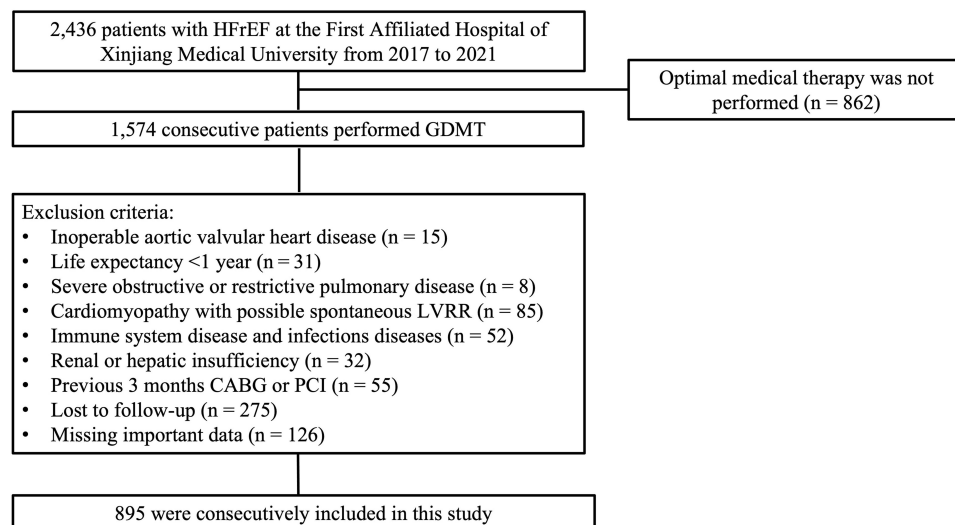 2,436 patients with HFrEF at the First Affiliated Hospital of
Xinjiang Medical University from 2017 to 2021
Optimal medical therapy was not
performed (n = 862)
1,574 consecutive patients performed GDMT
Exclusion criteria:
• Inoperable aortic valvular heart disease (n = 15)
• Life expectancy <1 year (n = 31)
• Severe obstructive or restrictive pulmonary disease (n = 8)
• Cardiomyopathy with possible spontaneous LVRR (n = 85)
• Immune system disease and infections diseases (n = 52)
• Renal or hepatic insufficiency (n = 32)
• Previous 3 months CABG or PCI (n = 55)
• Lost to follow-up (n = 275)
• Missing important data (n = 126)
895 were consecutively included in this study